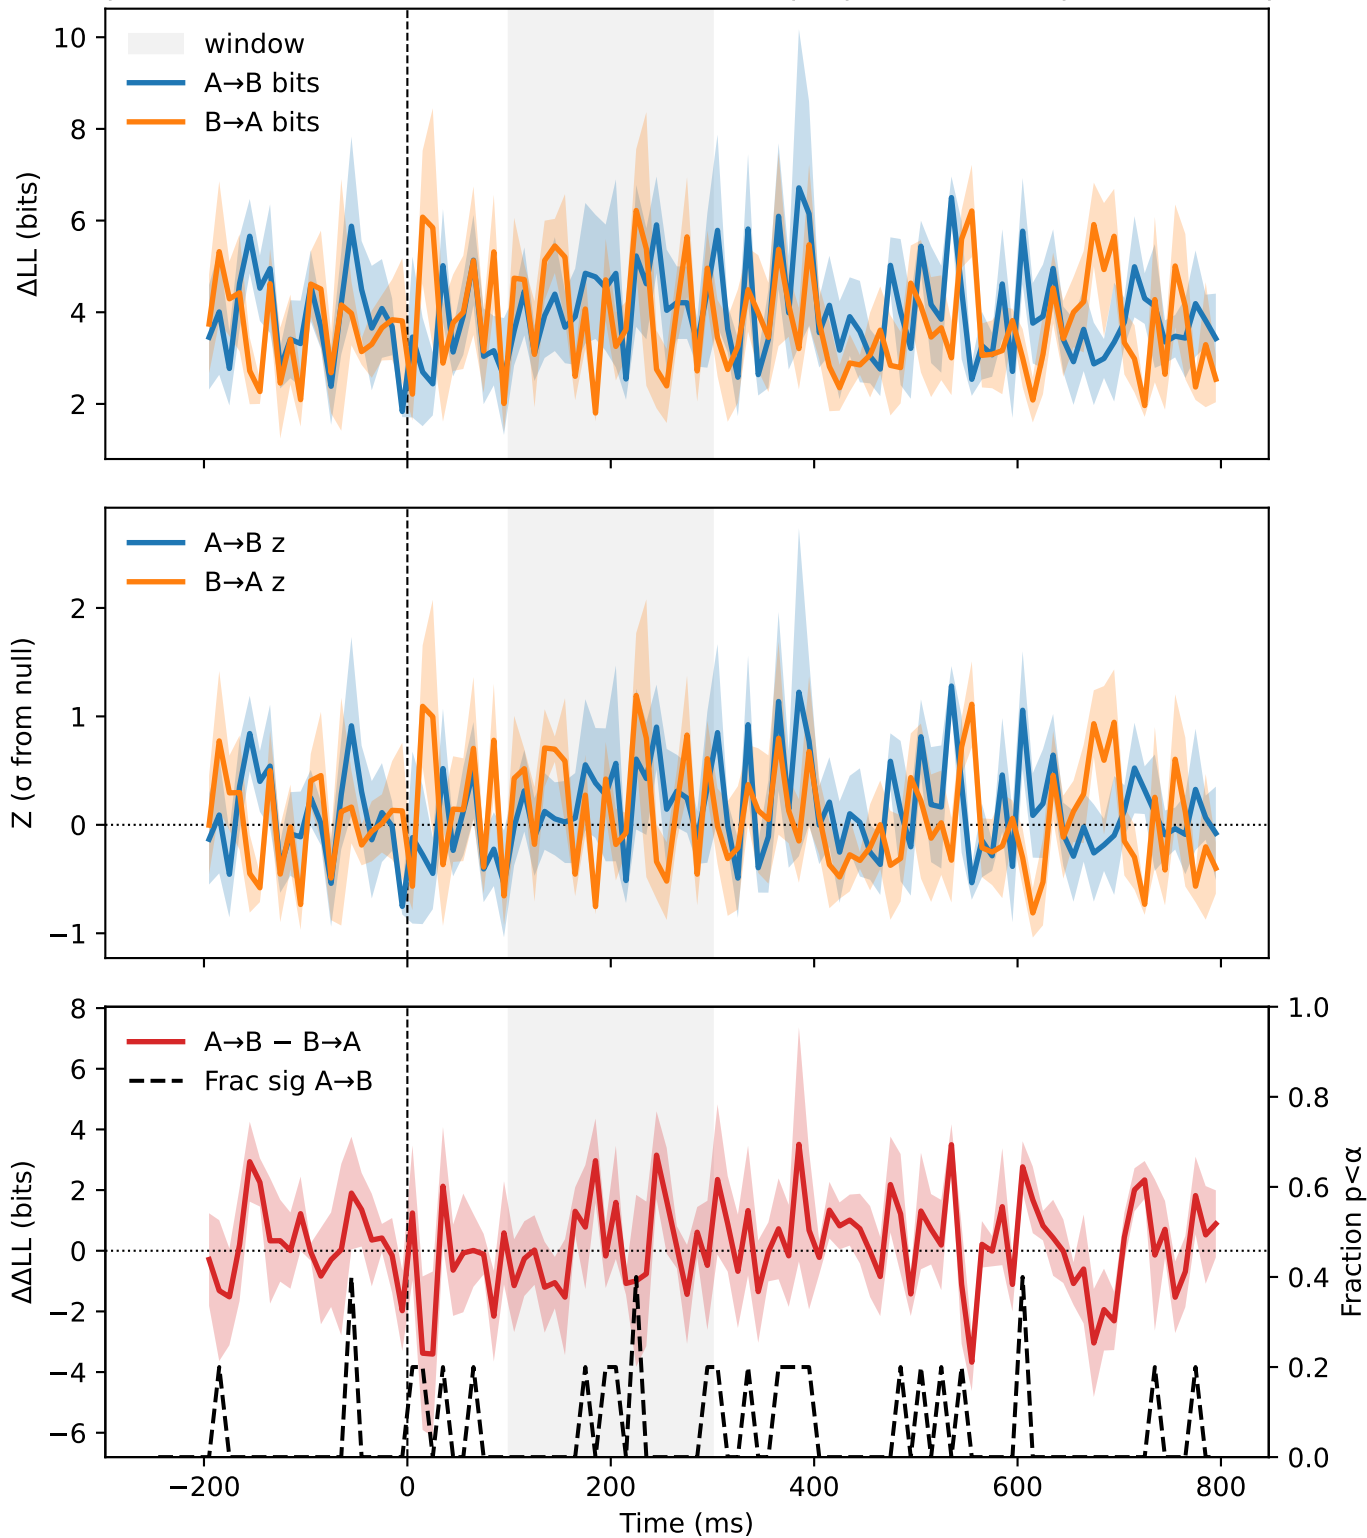 10
8
6
4
2
ΔLL (bits)
window
A→B bits
B→A bits
2
1
0
−1
Z (σ from null)
A→B z
B→A z
8
6
4
2
0
−2
−4
−6
ΔΔLL (bits)
A→B − B→A
Frac sig A→B
1.0
0.8
0.6
0.4
0.2
0.0
Fraction p<α
−200
0
200
400
600
800
Time (ms)